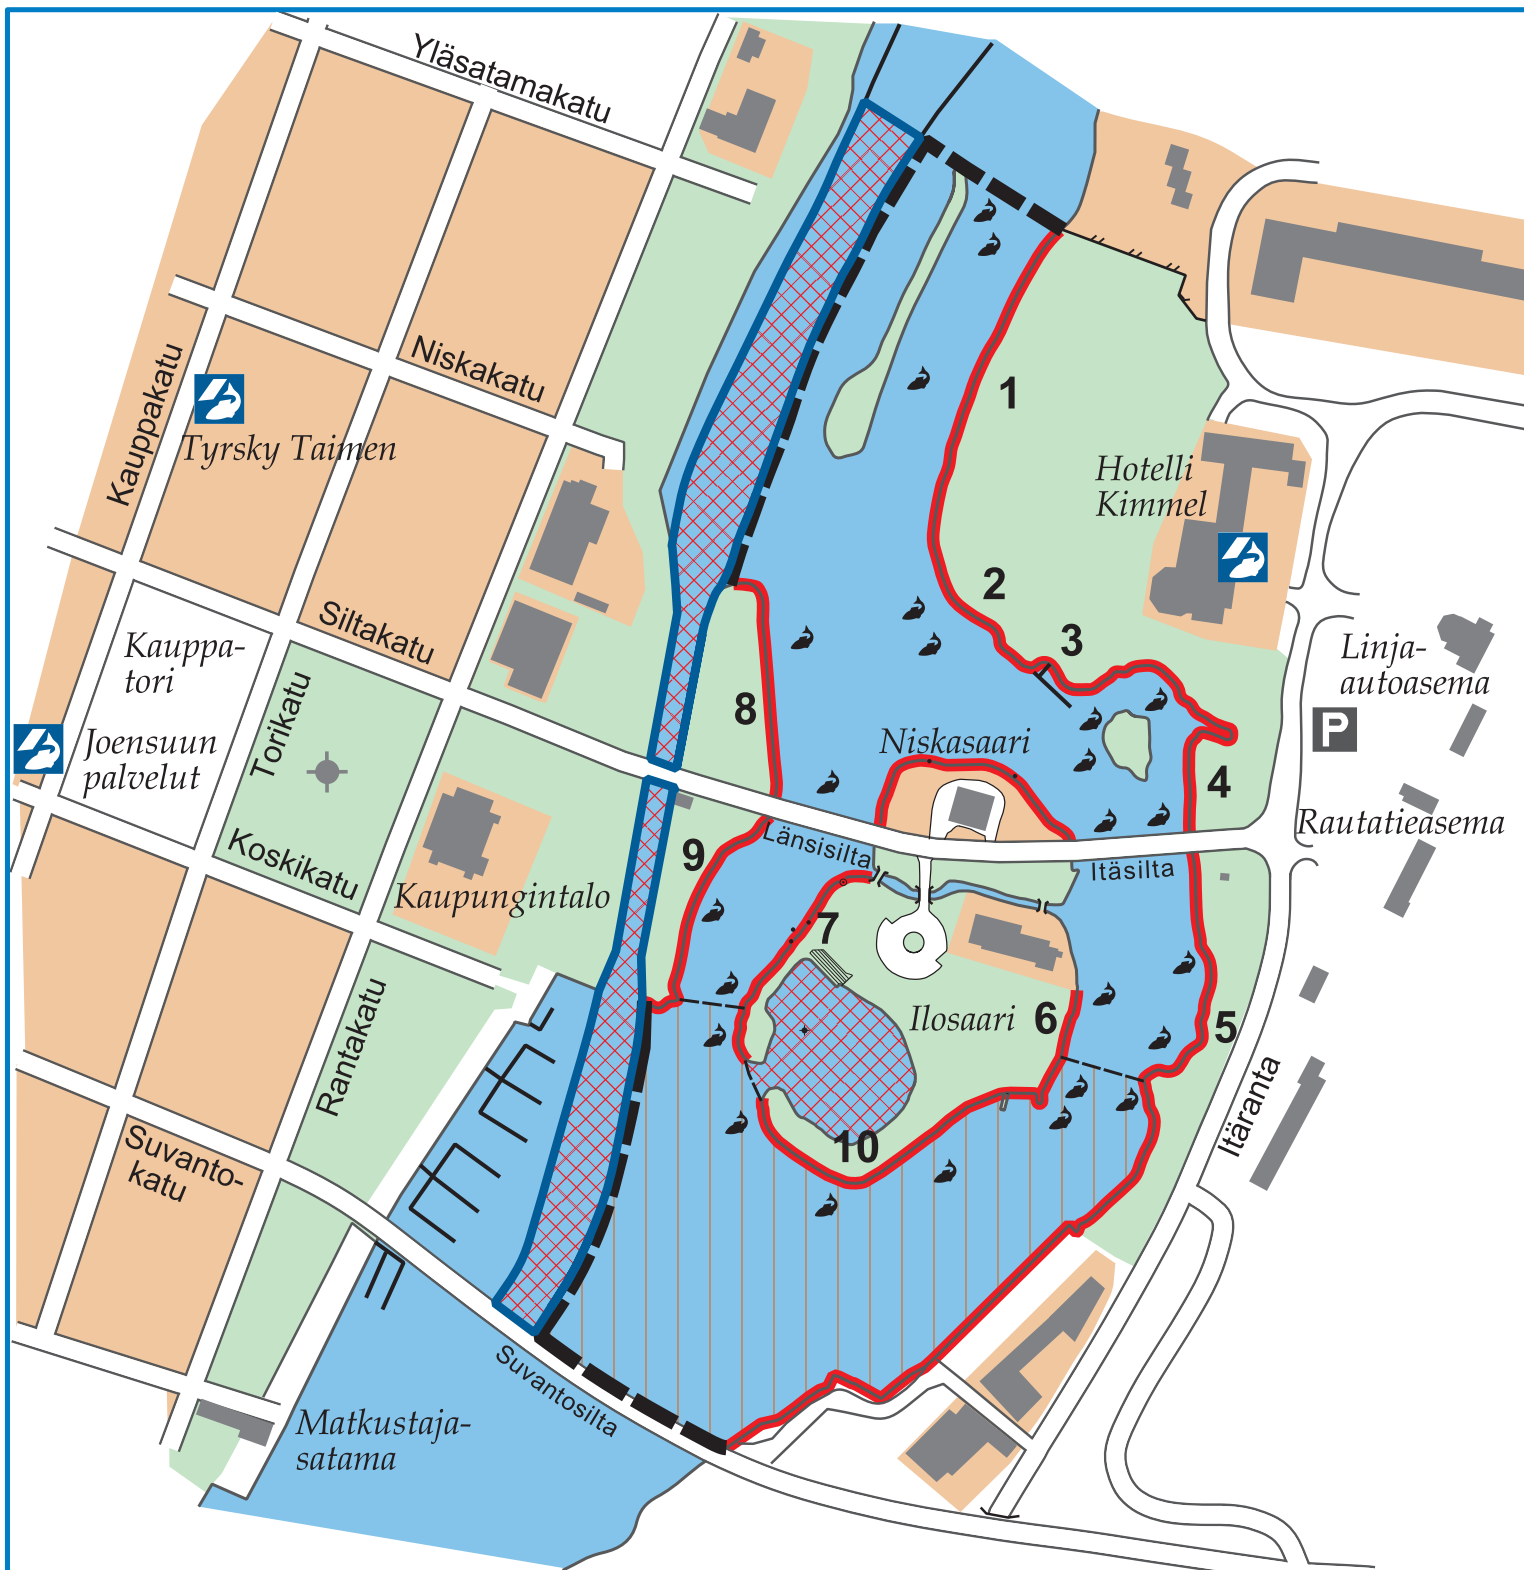 Yläsatamakatu
Niskakatu
Kauppakatu
Tyrsky Taimen
1
Hotelli
Kimmel
2
3
Siltakatu
Kauppa-
tori
Linja-
autoasema
Torikatu
8
Joensuun
palvelut
Niskasaari
P
4
Rautatieasema
Länsisilta
Itäsilta
9
Koskikatu
Kaupungintalo
7
Ilosaari
6
5
Rantakatu
Itäranta
10
Suvanto-
katu
Suvantosilta
Matkustaja-
satama